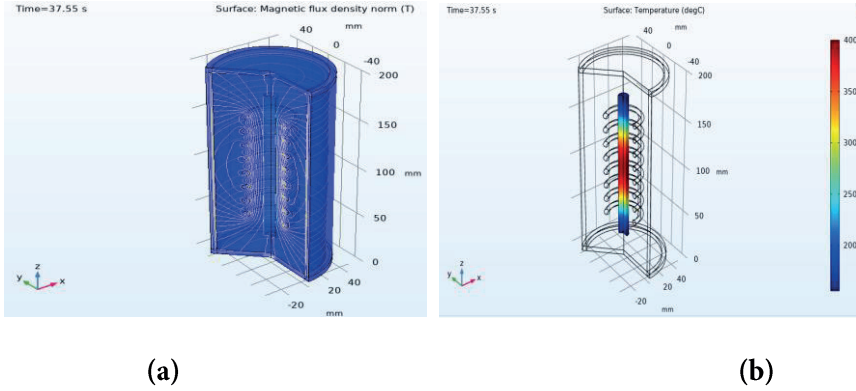 Time=37.55 s
Surface: Magnetic flux density norm (T)
mm
40
0
-40
200
150
100
mm
50
0
40
20
-20
mm
z
y
x
Time=37.55 s
Surface: Temperature (degC)
mm
40
0
-40
200
150
100
mm
50
0
40
20
-20
mm
z
y
x
400
350
300
250
200
(a)
(b)